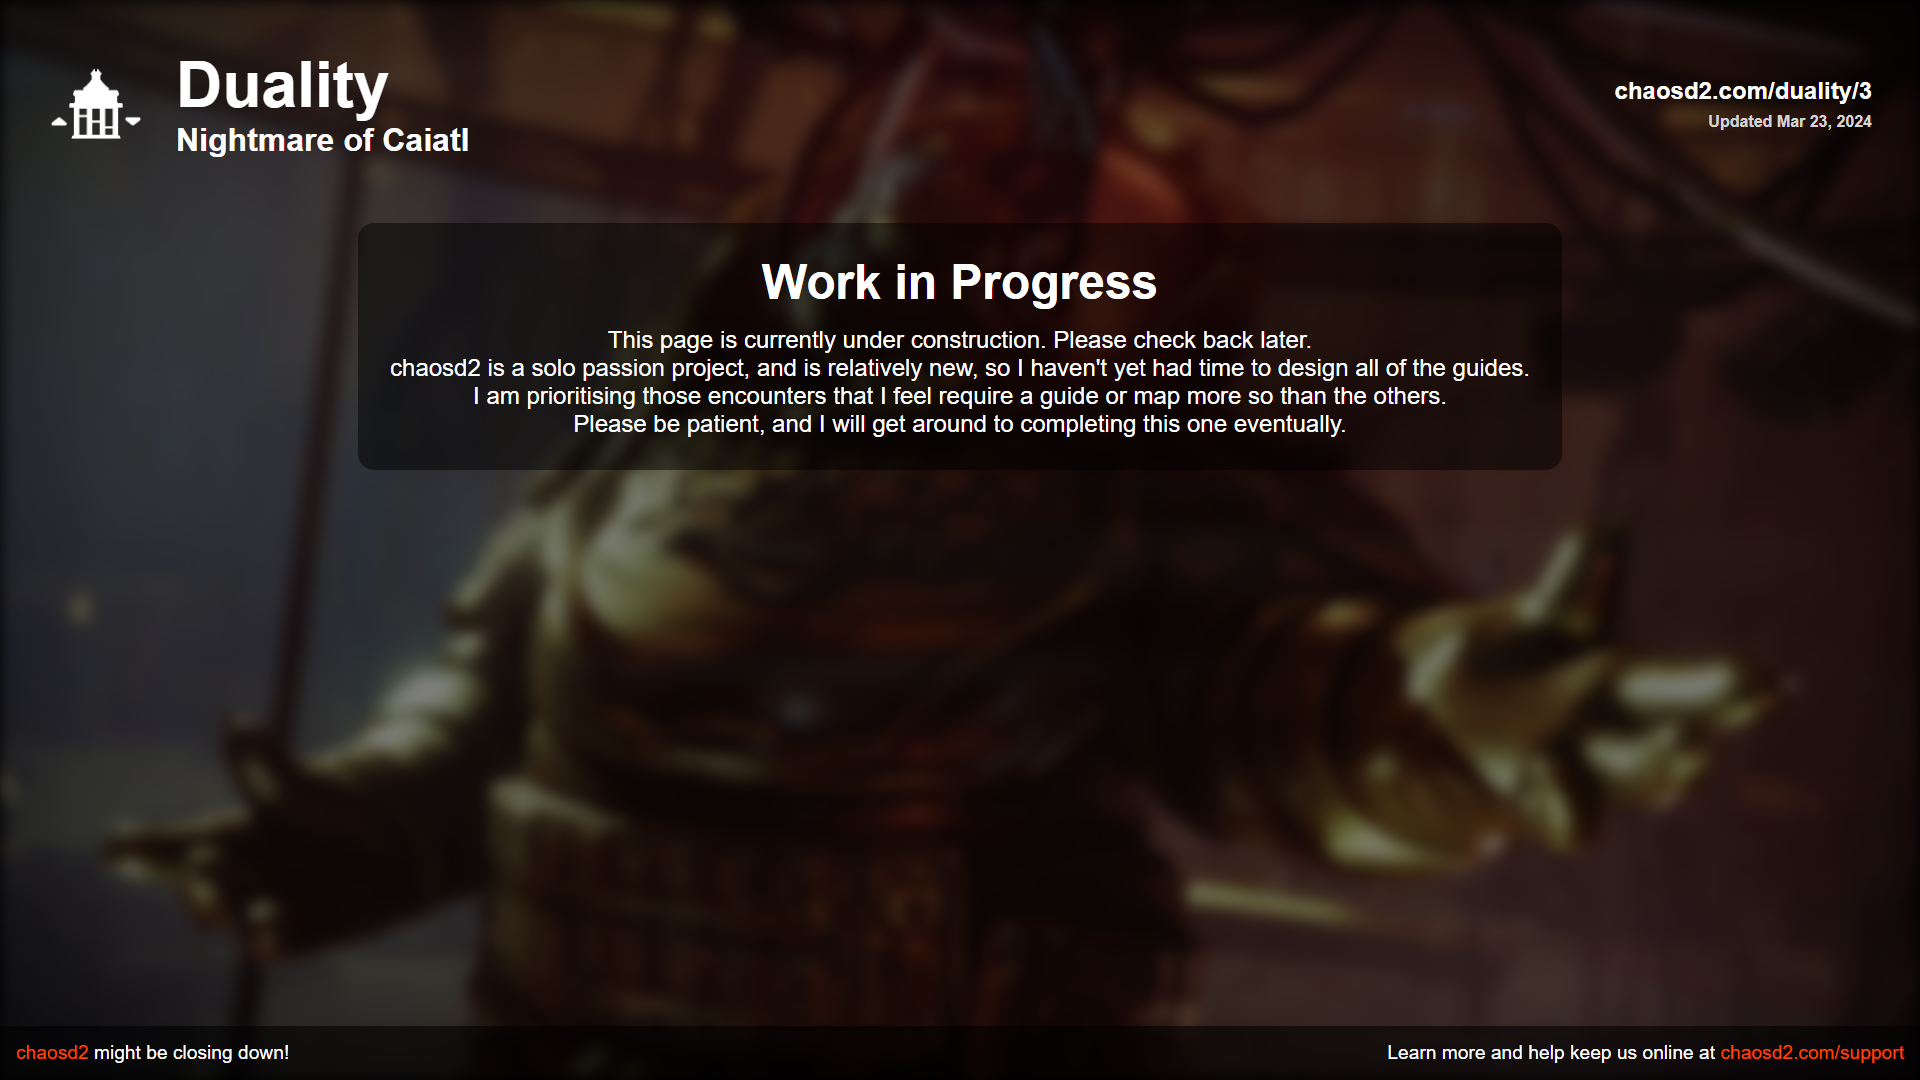 Duality
Nightmare of Caiatl
chaosd2.com/duality/3
Updated Mar 23, 2024
Work in Progress
This page is currently under construction. Please check back later.
chaosd2 is a solo passion project, and is relatively new, so I haven't yet had time to design all of the guides.
I am prioritising those encounters that I feel require a guide or map more so than the others.
Please be patient, and I will get around to completing this one eventually.
chaosd2 might be closing down!
Learn more and help keep us online at chaosd2.com/support